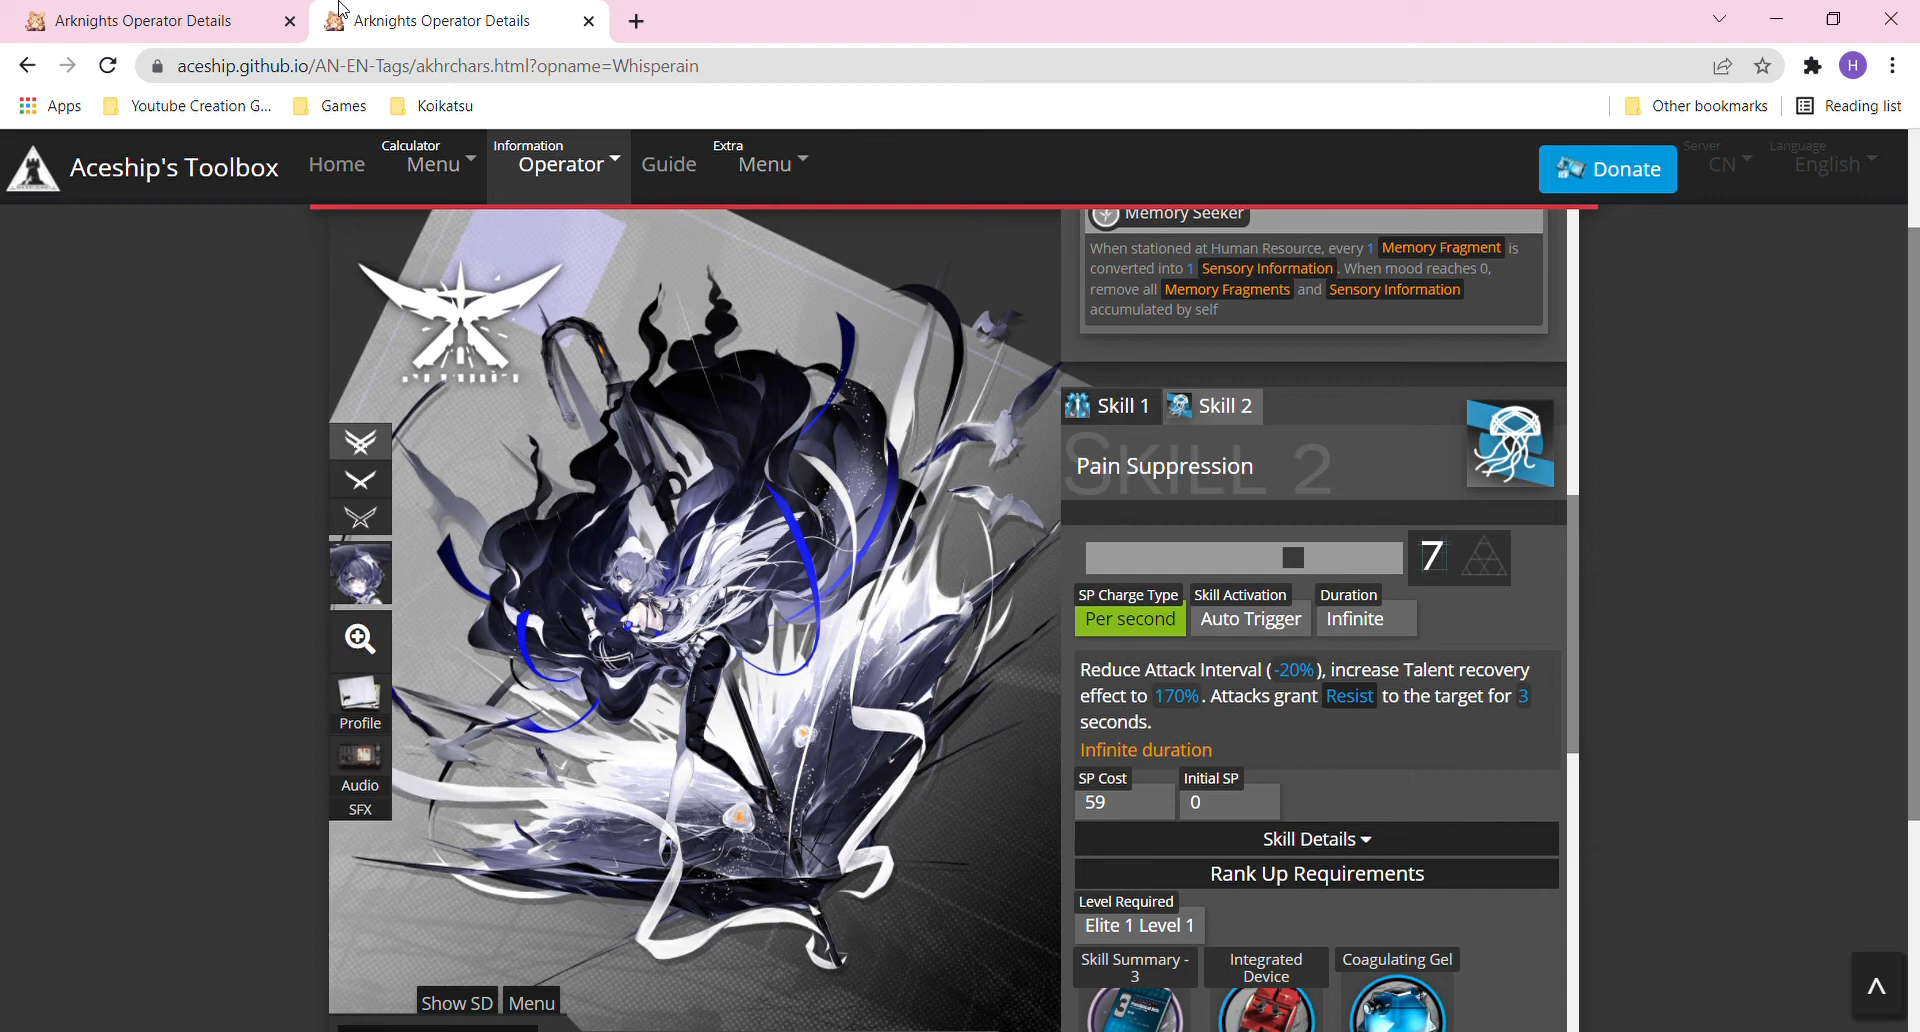 Arknights Operator Details
Arknights Operator Details
aceship.github.io/AN-EN-Tags/akhrchars.html?opname=Whisperain
H
Apps
Youtube Creation G...
Games
Koikatsu
Other bookmarks
Reading list
Aceship's Toolbox
Home
Calculator
Menu
Information
Operator
Guide
Extra
Menu
Donate
Server
CN
Language
English
Memory Seeker
When stationed at Human Resource, every 1 Memory Fragment is
converted into 1 Sensory Information . When mood reaches 0,
remove all Memory Fragments and Sensory Information
accumulated by self
Skill 1
Skill 2
SKILL 2
Pain Suppression
7
SP Charge Type
Per second
Skill Activation
Auto Trigger
Duration
Infinite
Reduce Attack Interval (-20%), increase Talent recovery
effect to 170%. Attacks grant Resist to the target for 3
seconds.
Infinite duration
SP Cost
59
Initial SP
0
Skill Details
Rank Up Requirements
Level Required
Elite 1 Level 1
Skill Summary -
3
Integrated
Device
Coagulating Gel
Profile
Audio
SFX
Show SD
Menu